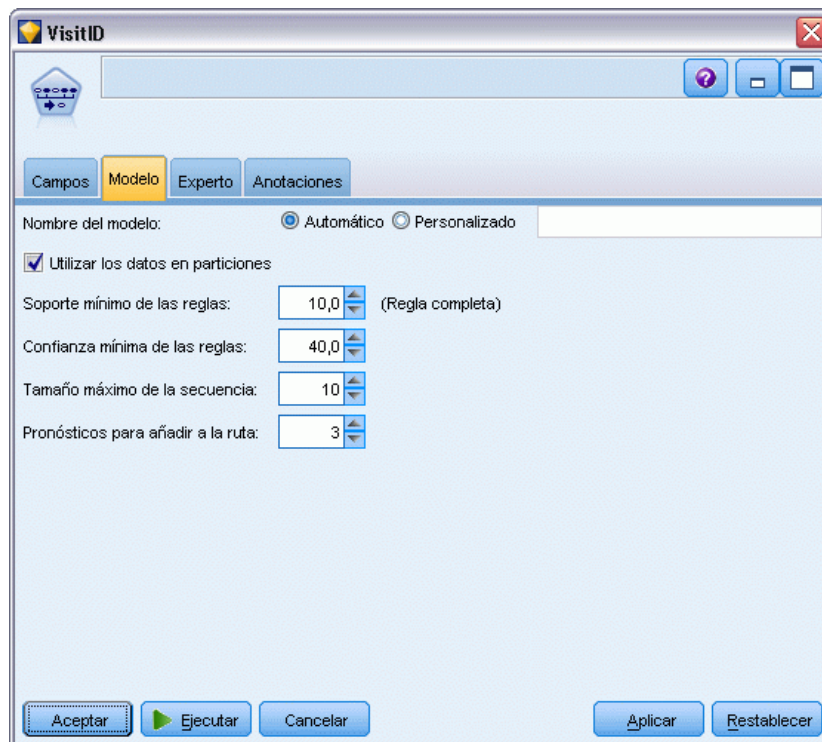 VisitID
Campos Modelo Experto Anotaciones
Nombre del modelo: Automático Personalizado
Utilizar los datos en particiones
Soporte mínimo de las reglas: 10,0 (Regla completa)
Confianza mínima de las reglas: 40,0
Tamaño máximo de la secuencia: 10
Pronósticos para añadir a la ruta: 3
Aceptar Ejecutar Cancelar Aplicar Restablecer